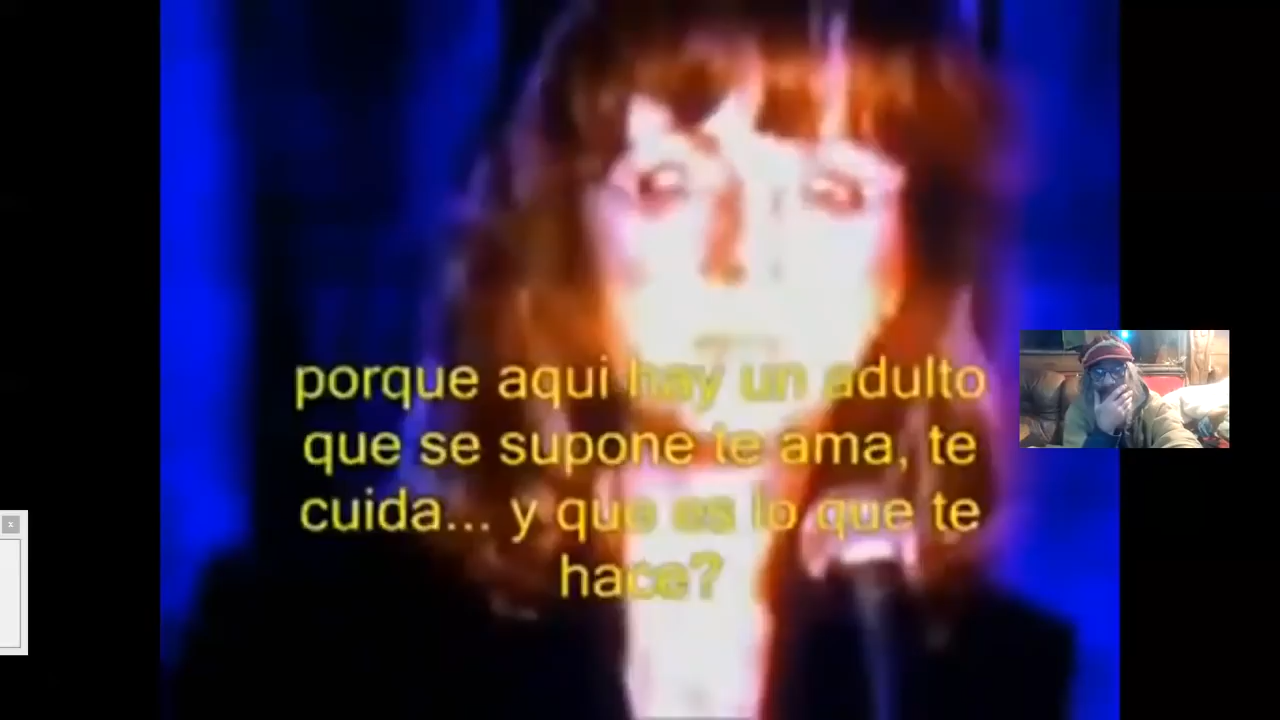 porque aqui hay un adulto
que se supone te ama, te
cuida... y que es lo que te
hace?